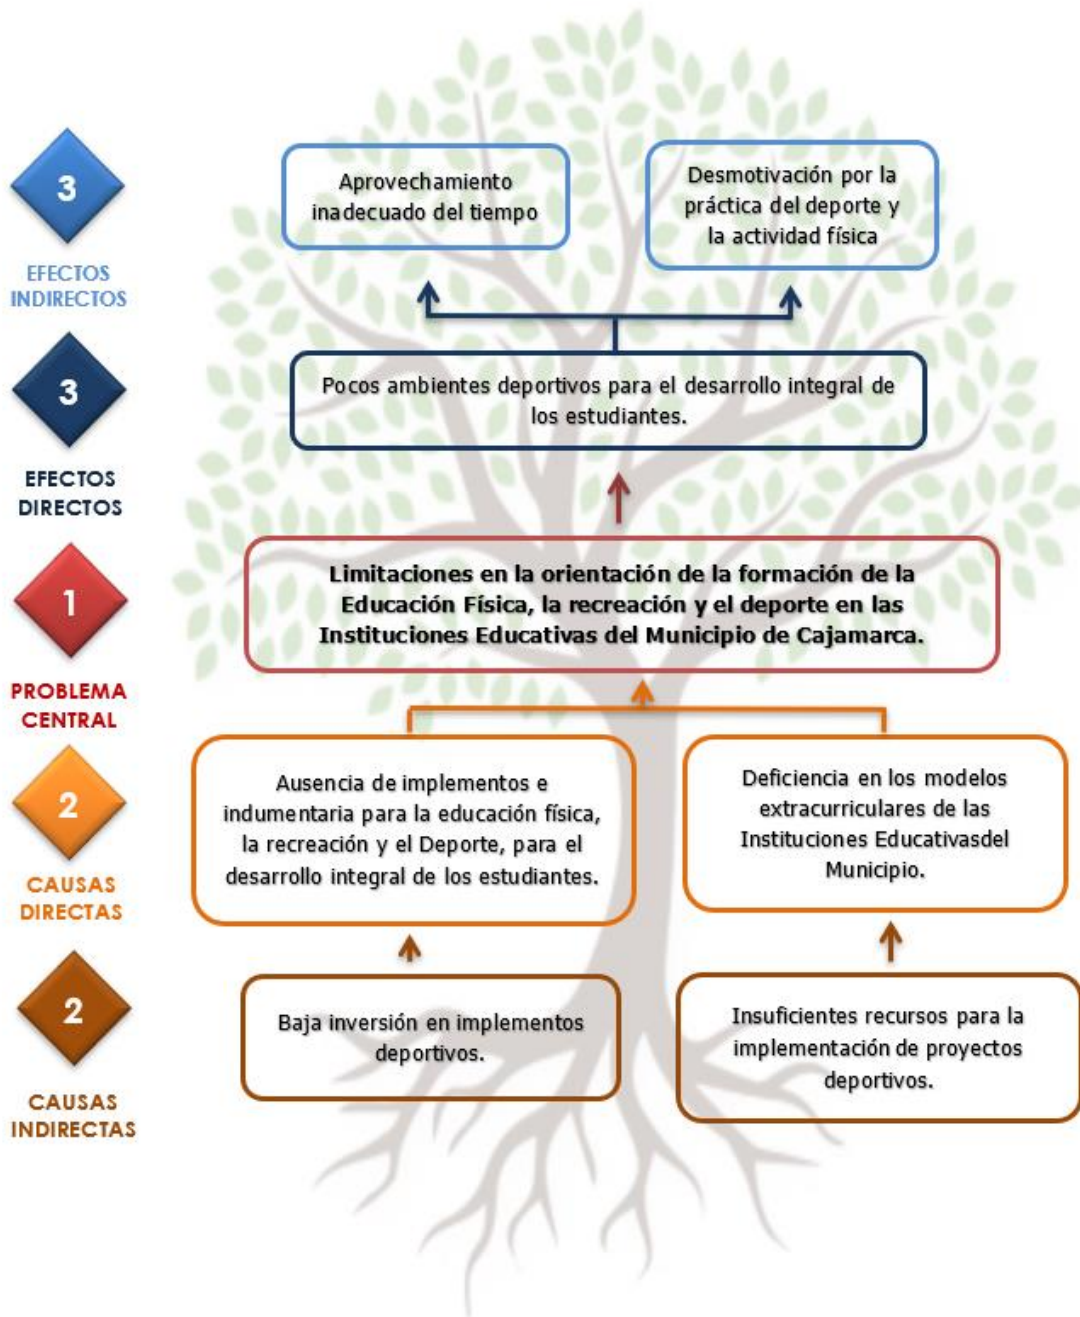 3
EFECTOS
INDIRECTOS
Aprovechamiento
inadecuado del tiempo
Desmotivación por la
práctica del deporte y
la actividad física
3
EFECTOS
DIRECTOS
Pocos ambientes deportivos para el desarrollo integral de
los estudiantes.
1
PROBLEMA
CENTRAL
Limitaciones en la orientación de la formación de la
Educación Física, la recreación y el deporte en las
Instituciones Educativas del Municipio de Cajamarca.
2
CAUSAS
DIRECTAS
Ausencia de implementos e
indumentaria para la educación física,
la recreación y el Deporte, para el
desarrollo integral de los estudiantes.
Deficiencia en los modelos
extracurriculares de las
Instituciones Educativasdel
Municipio.
2
CAUSAS
INDIRECTAS
Baja inversión en implementos
deportivos.
Insuficientes recursos para la
implementación de proyectos
deportivos.